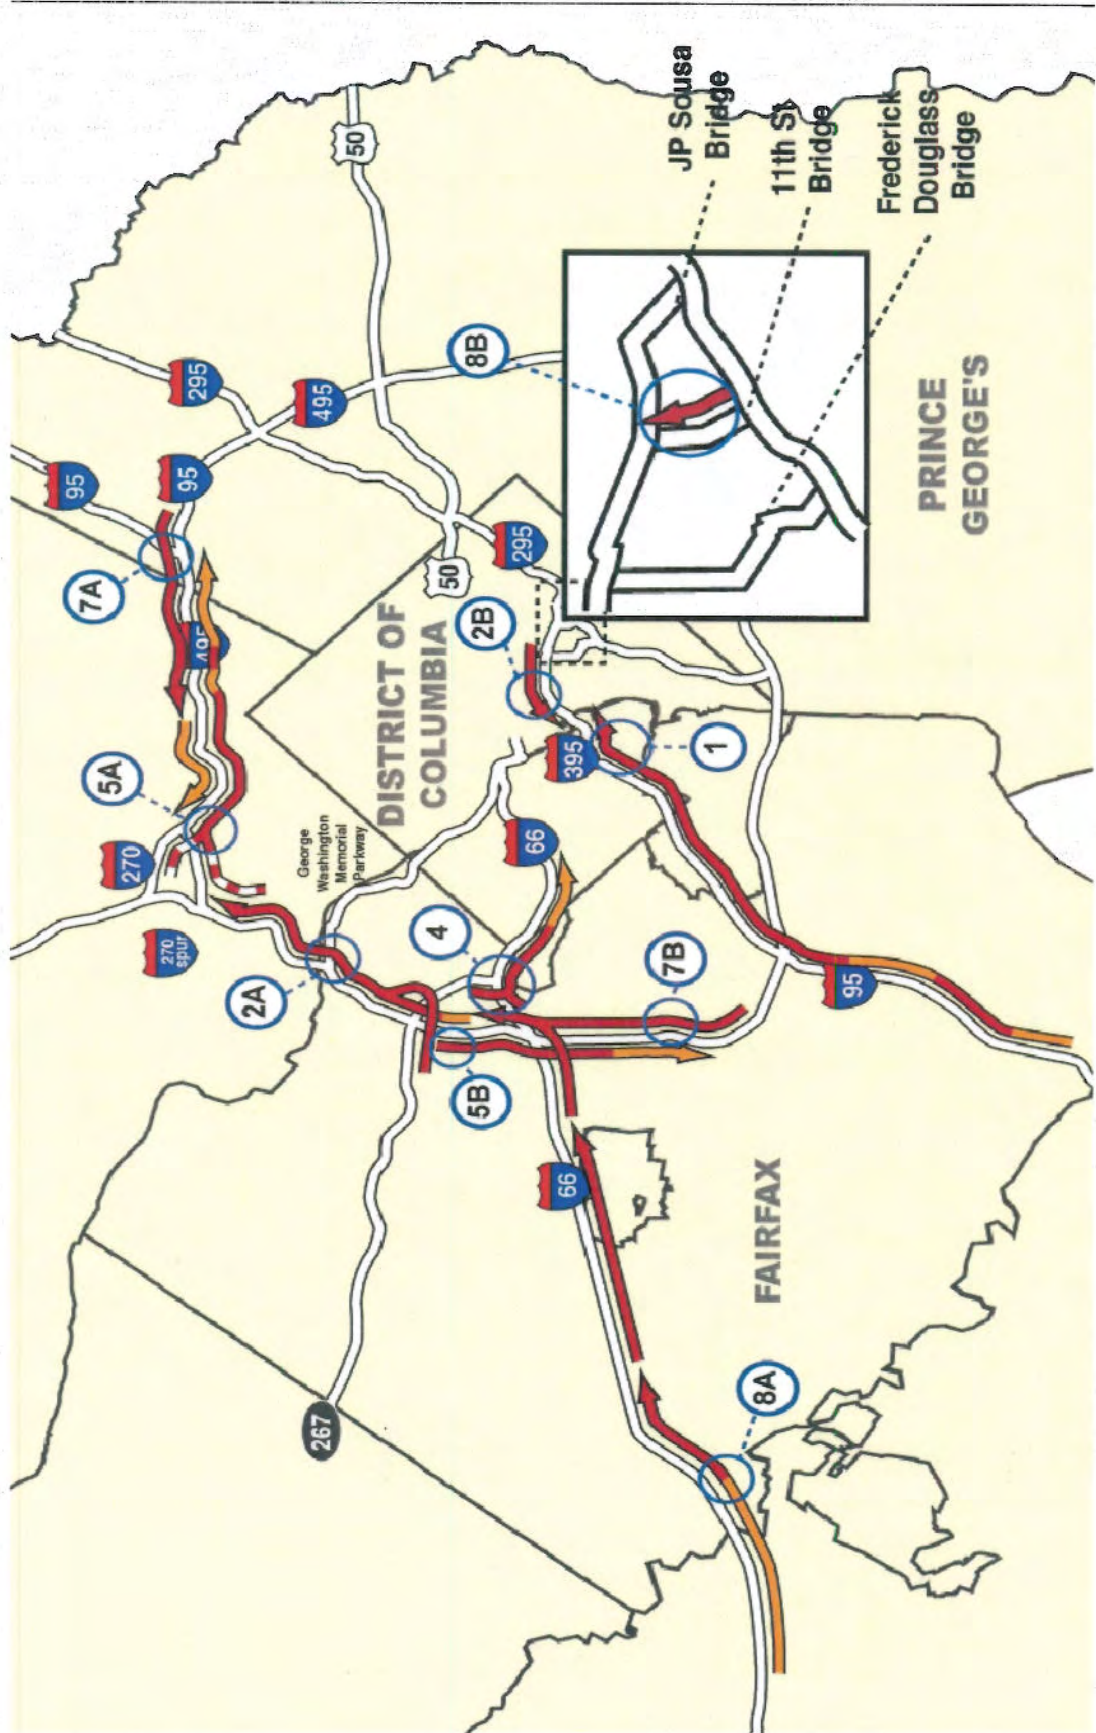 50
295
495
95
95
7A
495
8B
JP Sousa
Bridge
11th St
Bridge
Frederick
Douglass
Bridge
PRINCE
GEORGE'S
50
295
2B
DISTRICT OF
COLUMBIA
5A
270
270
spur
George
Washington
Memorial
Parkway
395
1
66
4
2A
7B
95
5B
66
267
FAIRFAX
8A